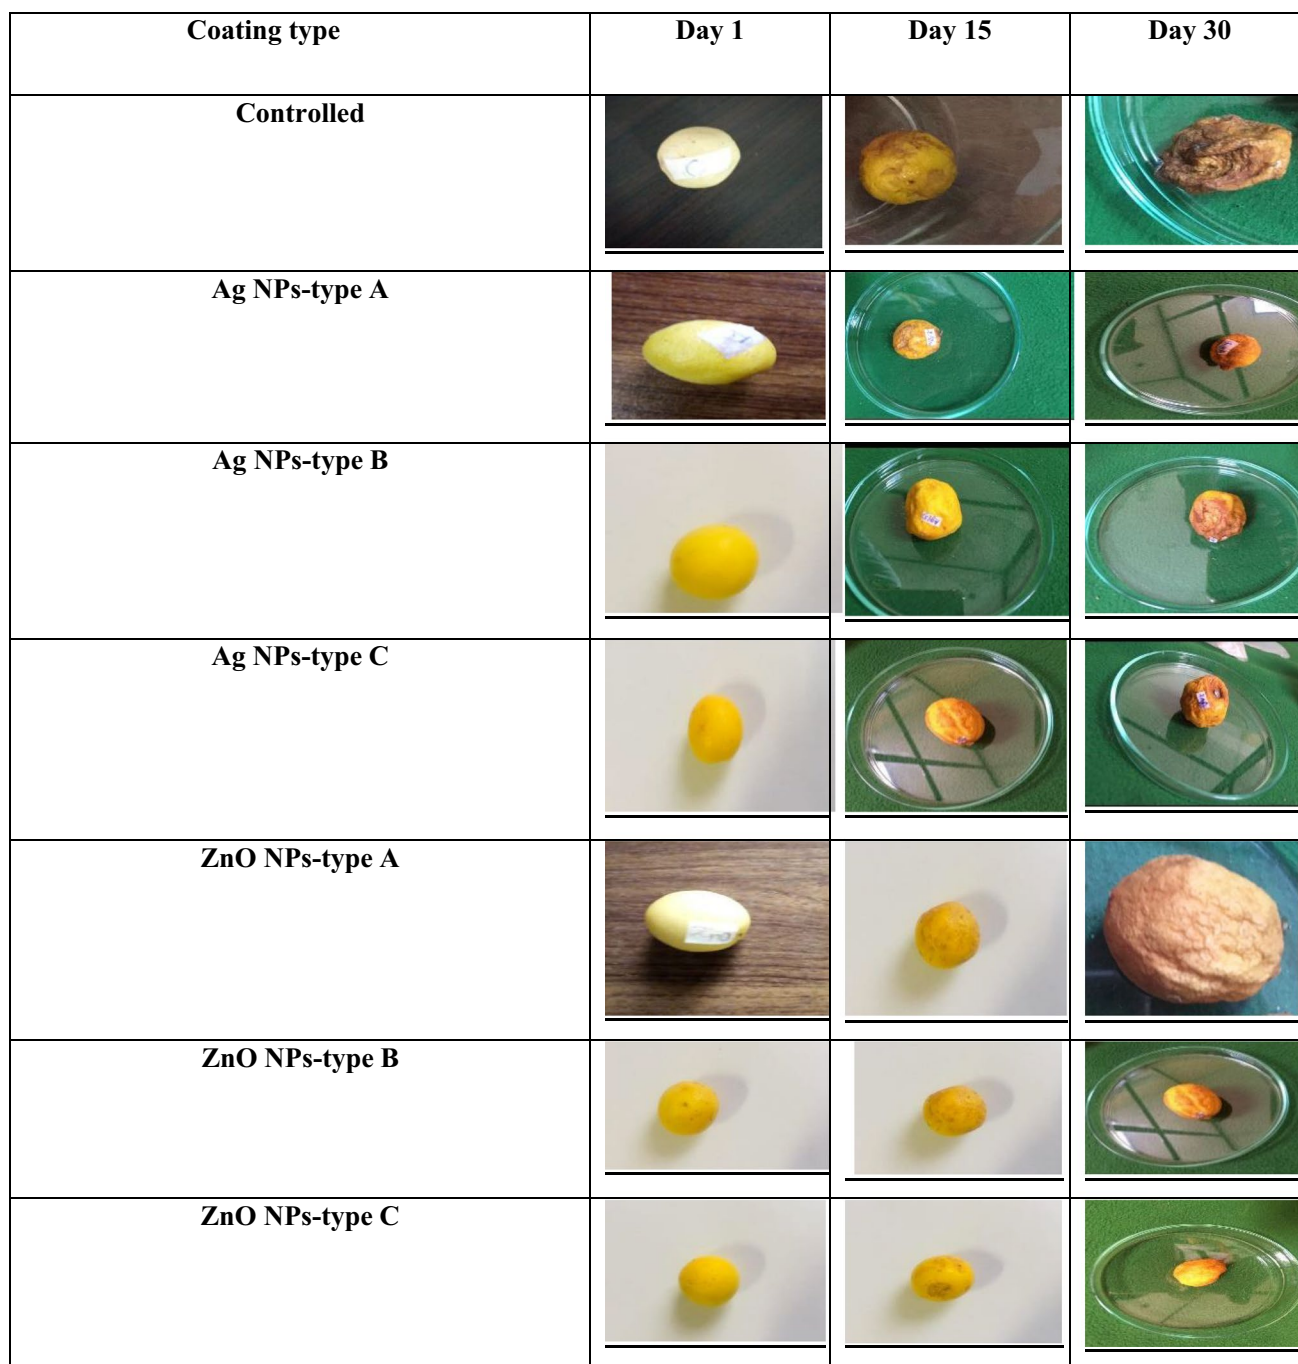 Coating type Day 1 Day 15 Day 30
Controlled
C
Ag NPs-type A
Ag NPs-type B
Ag NPs-type C
ZnO NPs-type A
ZnO
ZnO NPs-type B
ZnO NPs-type C